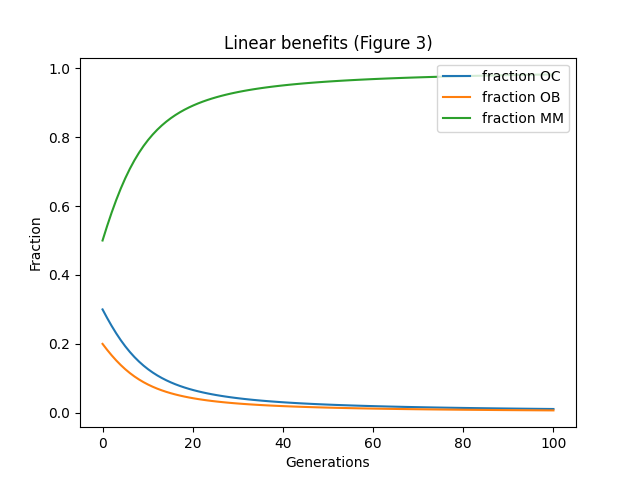 Linear benefits (Figure 3)
1.0
0.8
0.6
0.4
0.2
0.0
Fraction
fraction OC
fraction OB
fraction MM
0 20 40 60 80 100
Generations